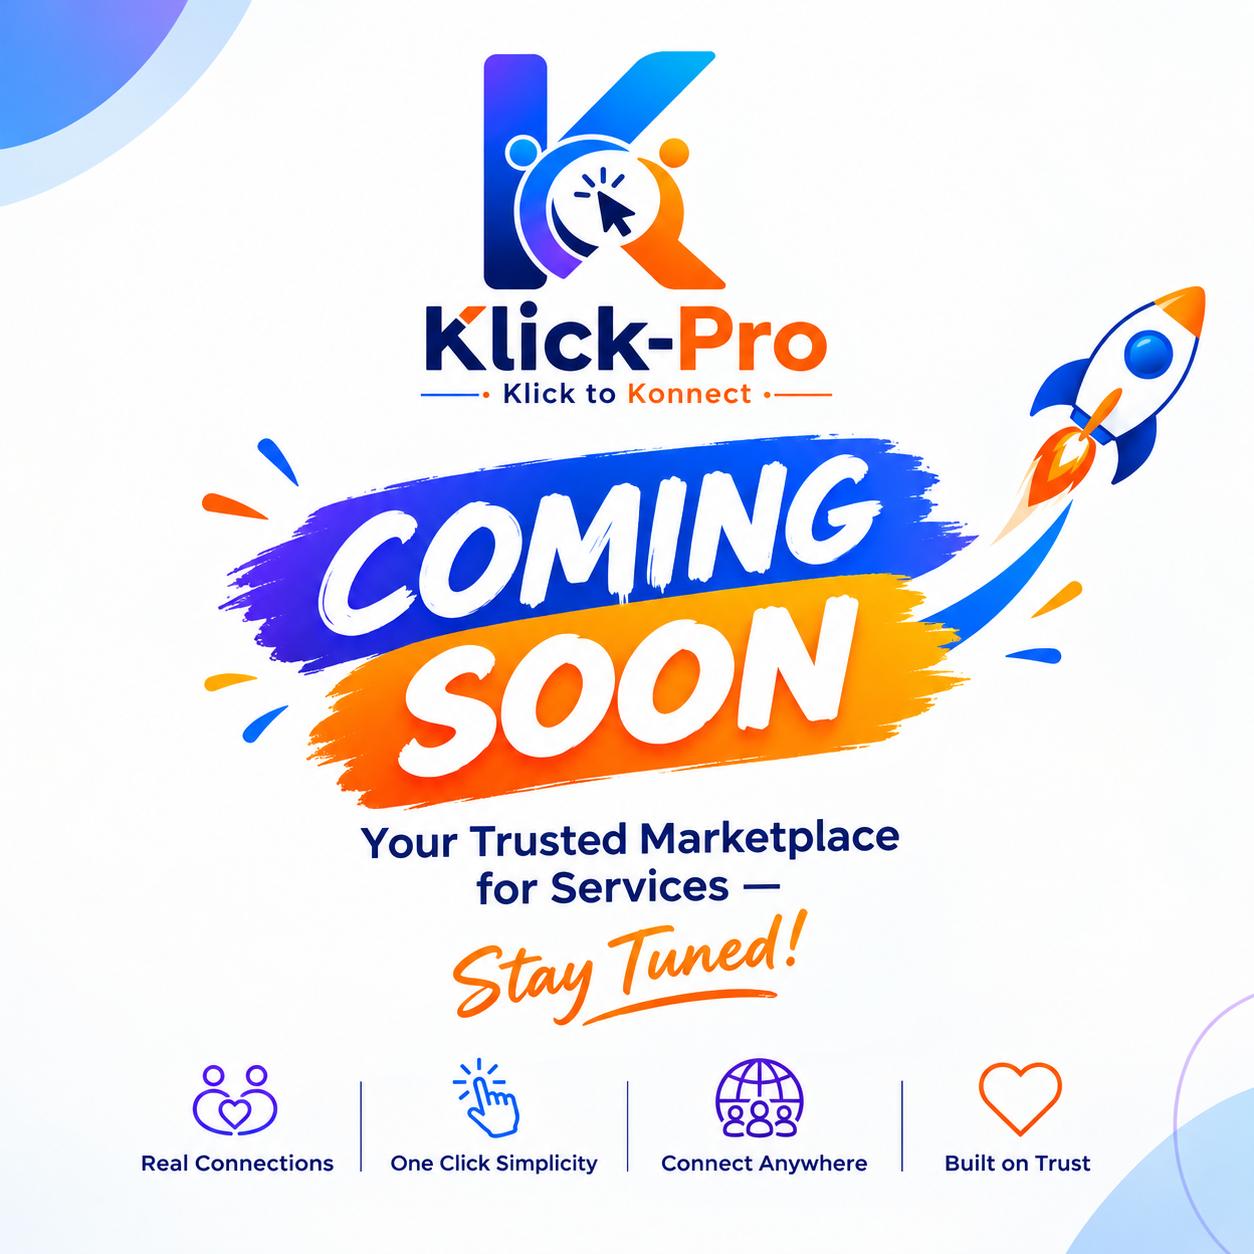 Klick-Pro
Klick to Konnect
COMING
SOON
Your Trusted Marketplace
for Services —
Stay Tuned!
Real Connections
One Click Simplicity
Connect Anywhere
Built on Trust